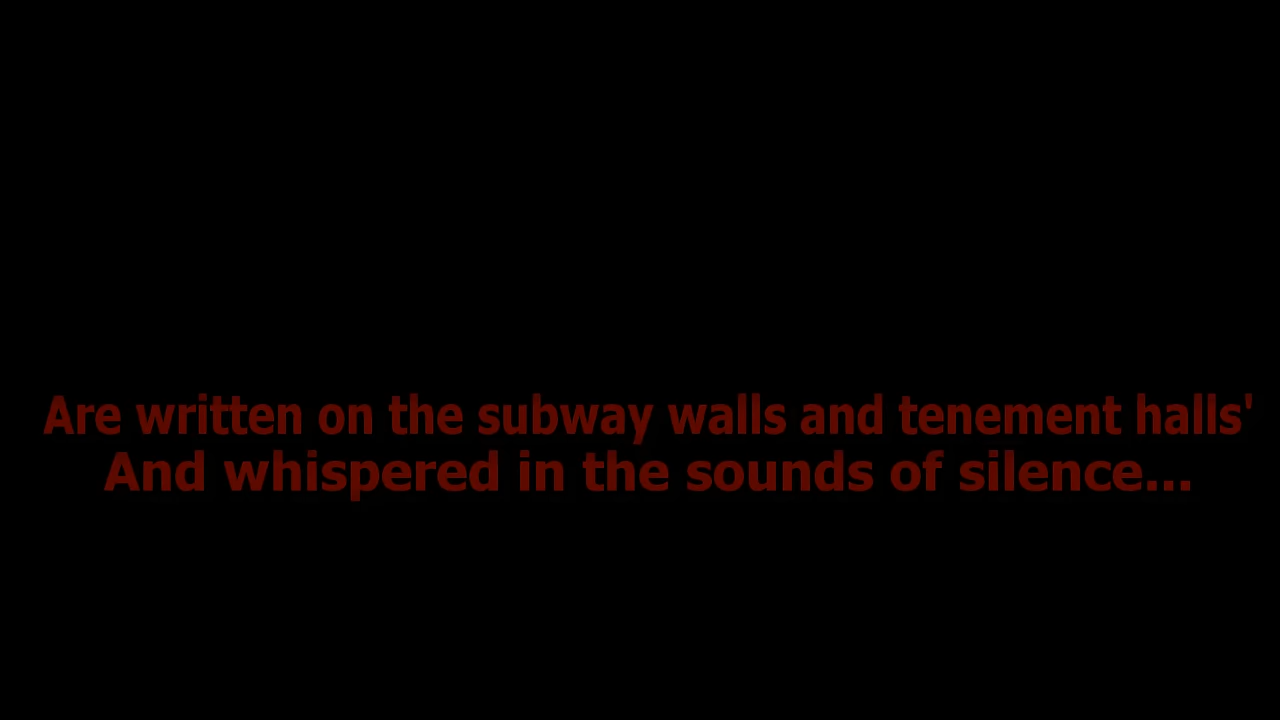 Are written on the subway walls and tenement halls'
And whispered in the sounds of silence...